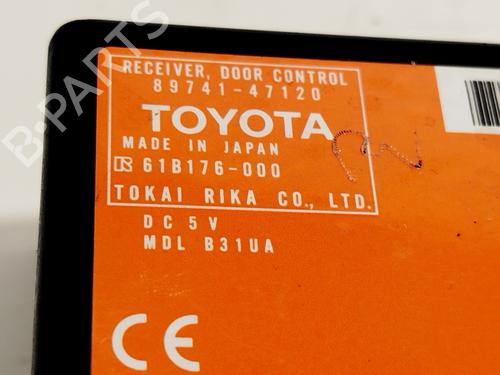 B-PARTS
RECEIVER, DOOR CONTROL
89741-47120
TOYOTA
MADE IN JAPAN
61B176-000
TOKAI RIKA CO., LTD.
DC 5V
MDL B31UA
CE